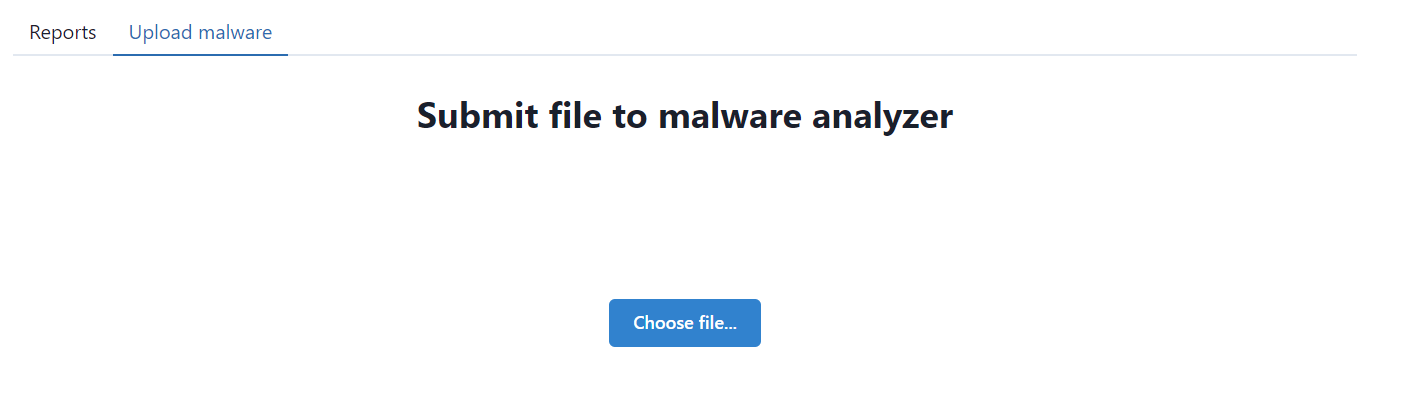 Reports Upload malware
Submit file to malware analyzer
Choose file...